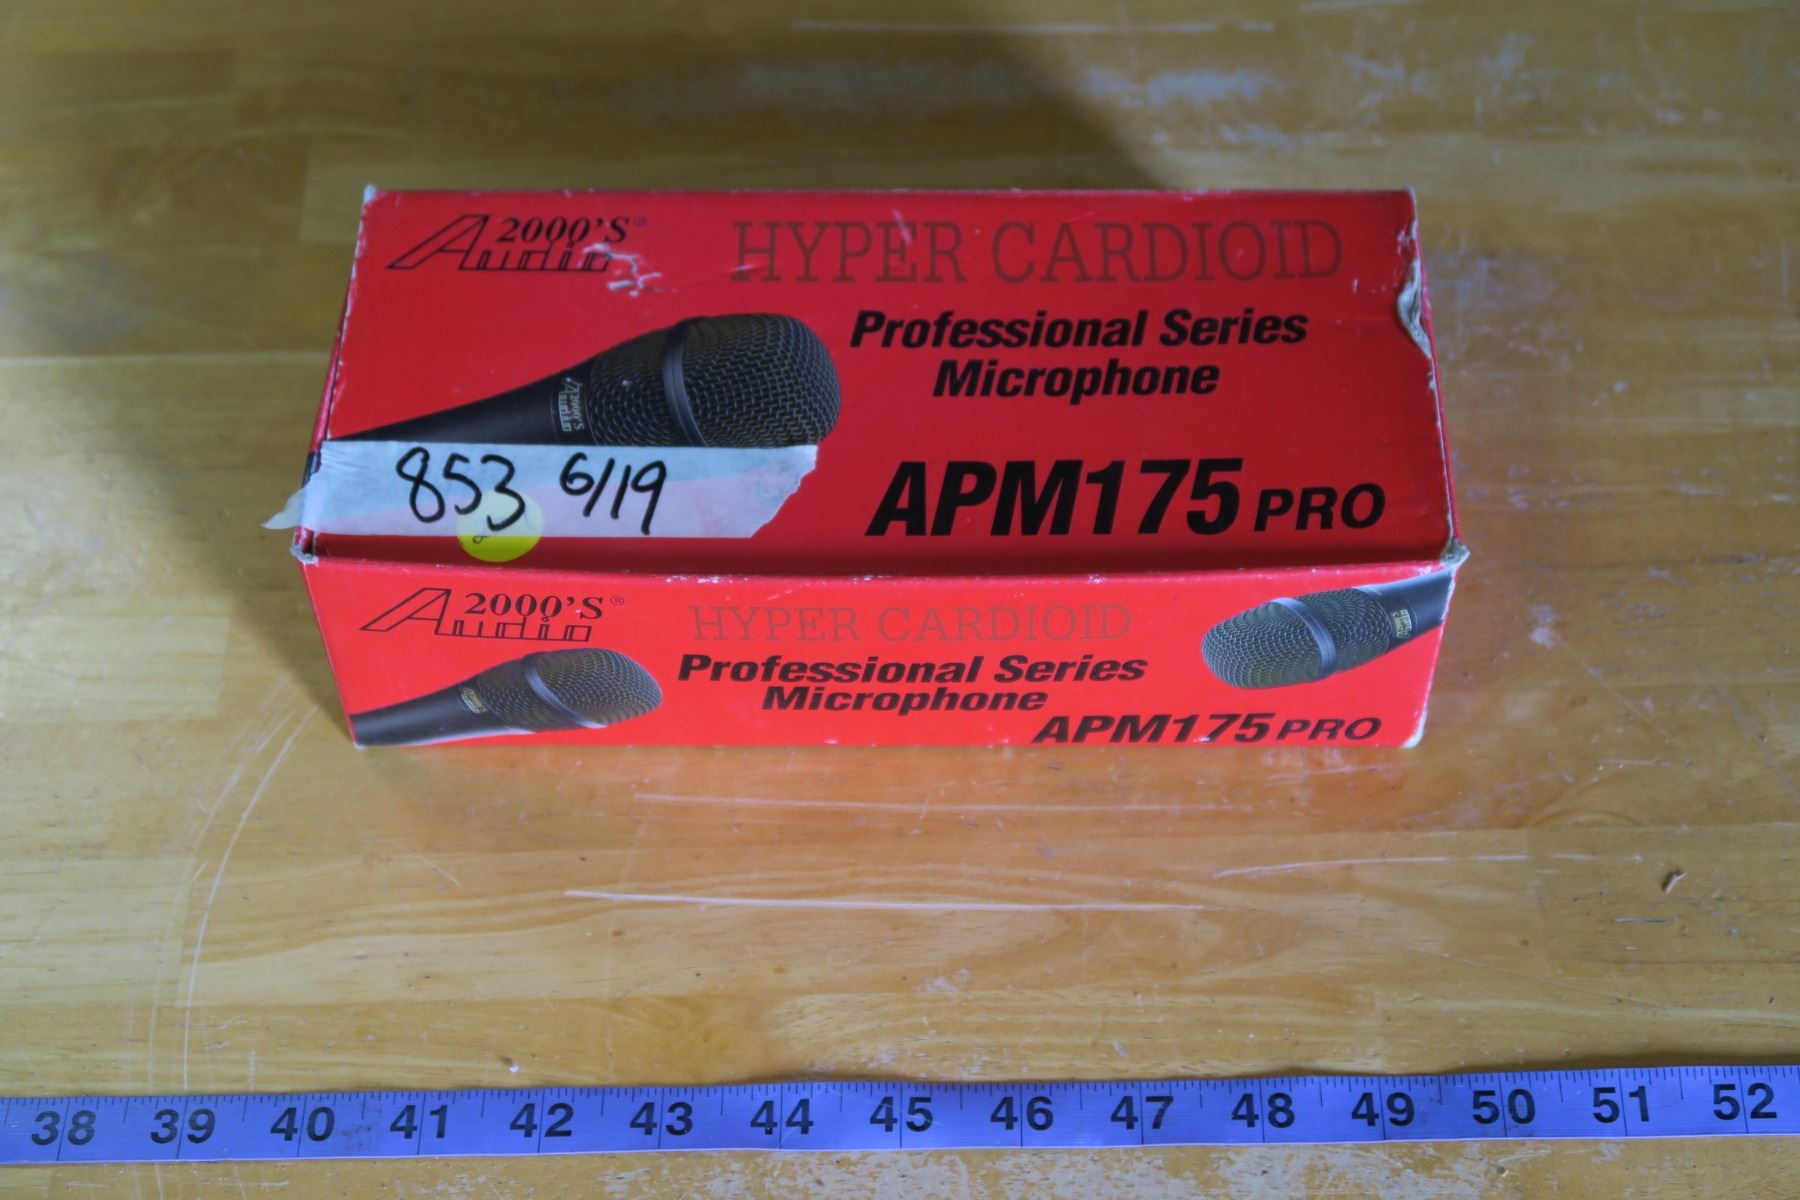 2000'S®
Audio
HYPER CARDIOID
Professional Series
Microphone
2000'S
853 6/19
APM175 PRO
2000'S®
Audio
HYPER CARDIOID
Professional Series
Microphone
APM175 PRO
38 39 40 41 42 43 44 45 46 47 48 49 50 51 52